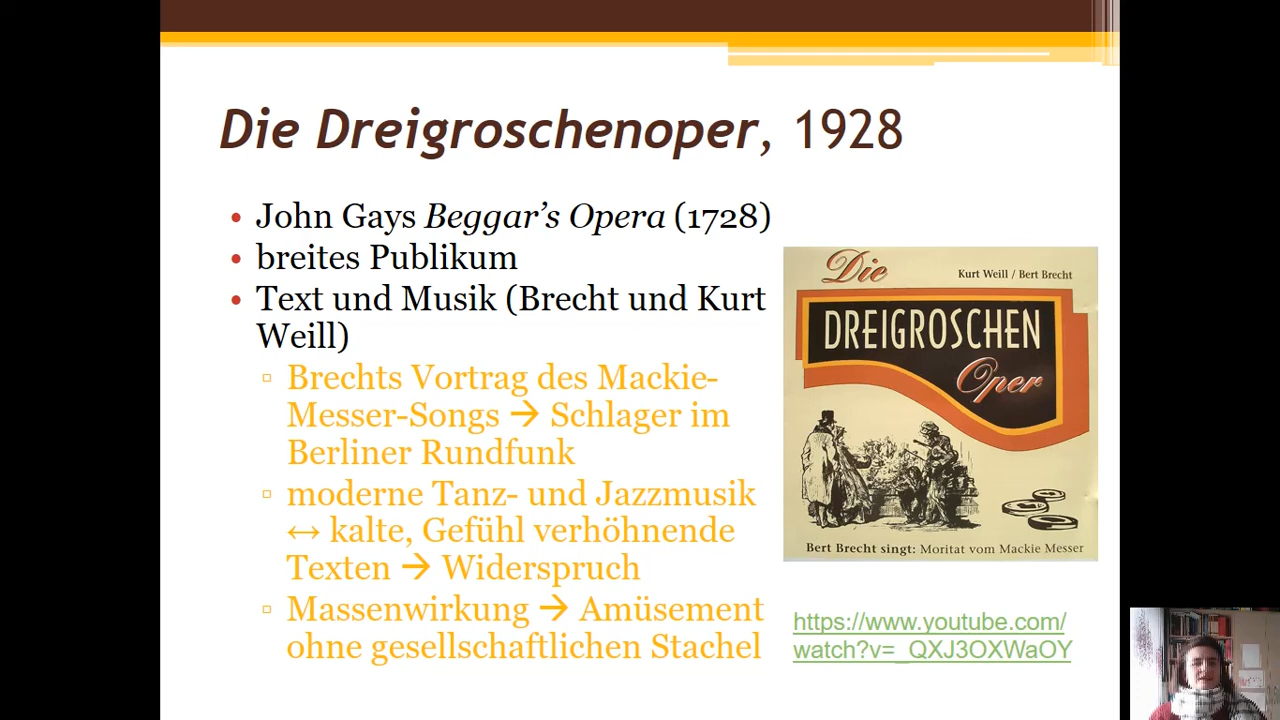 Die Dreigroschenoper, 1928
• John Gays Beggar’s Opera (1728)
• breites Publikum
• Text und Musik (Brecht und Kurt
Weill)
▫ Brechts Vortrag des Mackie-
Messer-Songs → Schlager im
Berliner Rundfunk
▫ moderne Tanz- und Jazzmusik
↔ kalte, Gefühl verhöhnende
Texten → Widerspruch
▫ Massenwirkung → Amüsement
ohne gesellschaftlichen Stachel
Die
Kurt Weill / Bert Brecht
DREIGROSCHEN
Oper
Bert Brecht singt: Moritat vom Mackie Messer
https://www.youtube.com/
watch?v=_QXJ3OXWaOY